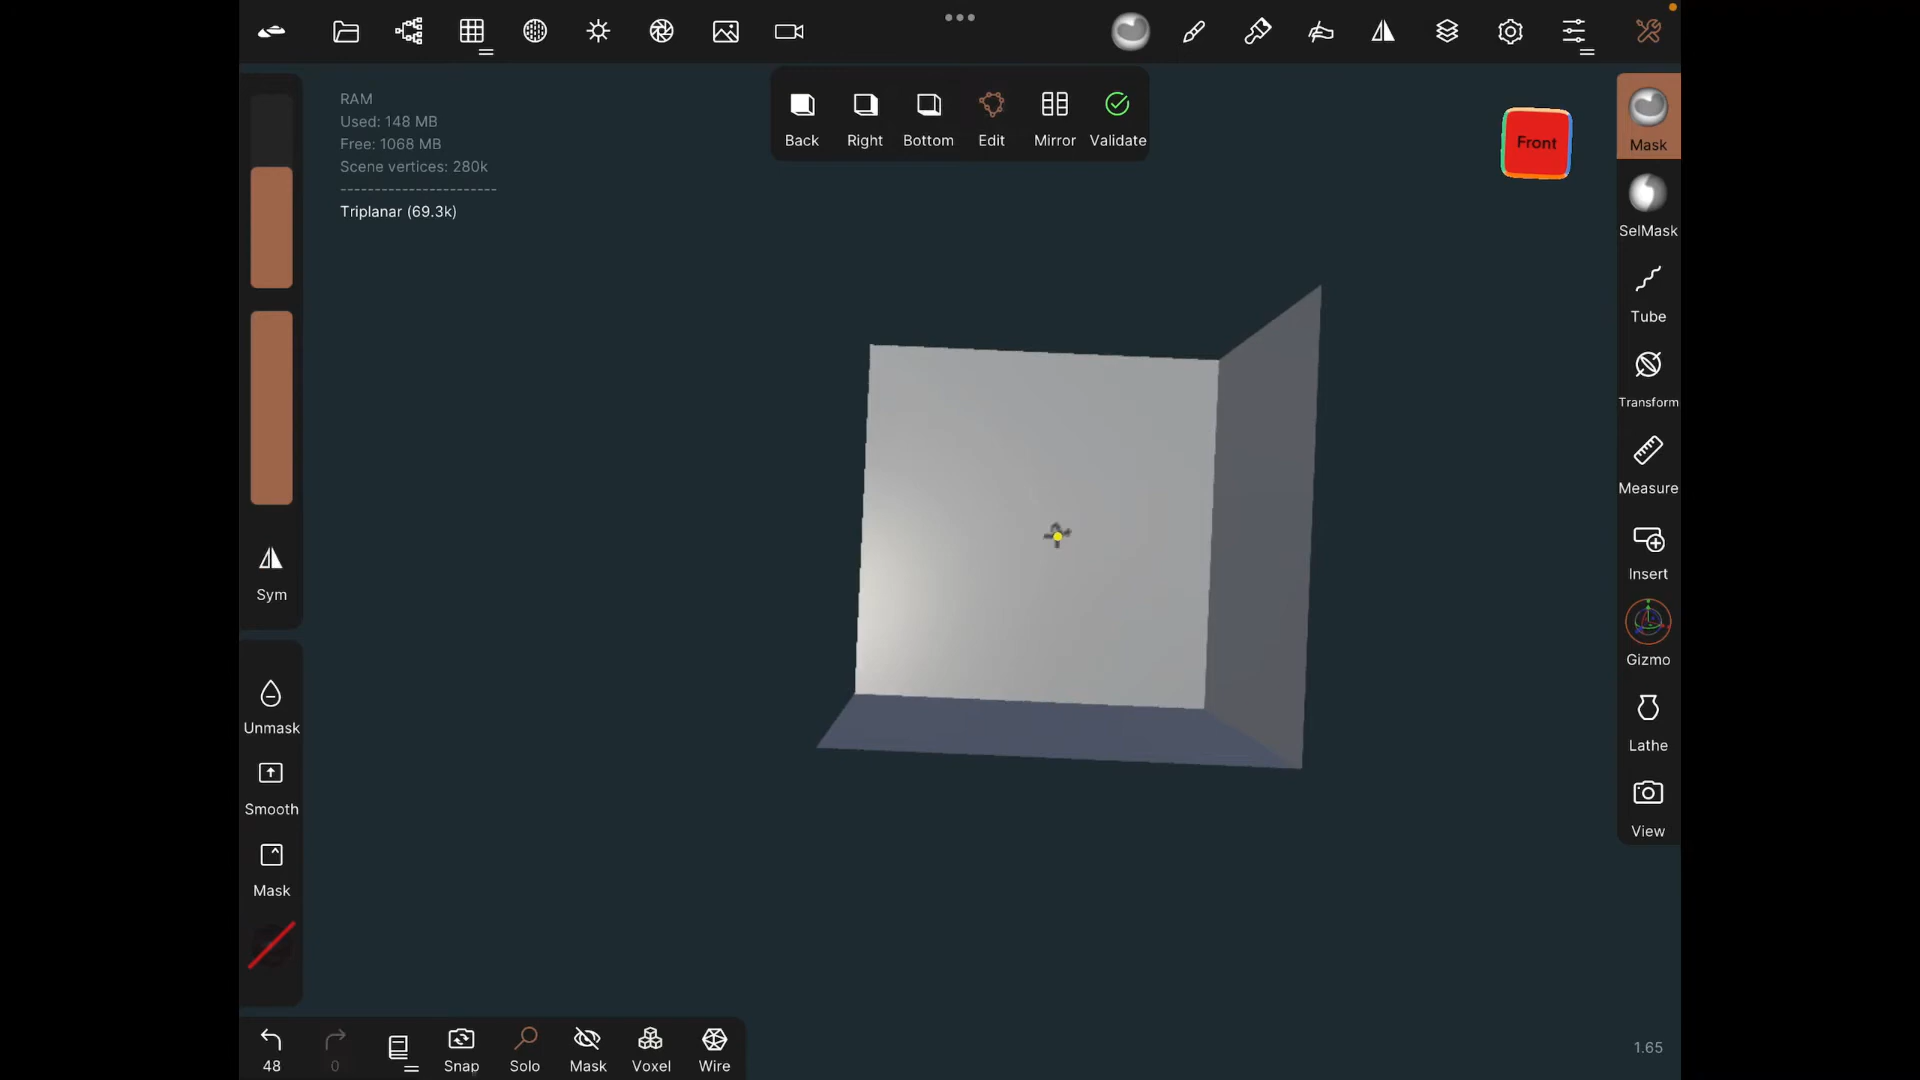 RAM
Used: 148 MB
Free: 1068 MB
Scene vertices: 280k
-----------------------
Triplanar (69.3k)
Back
Right
Bottom
Edit
Mirror
Validate
Front
Mask
SelMask
Tube
Transform
Measure
Insert
Gizmo
Lathe
View
Sym
Unmask
Smooth
Mask
48
0
Snap
Solo
Mask
Voxel
Wire
1.65